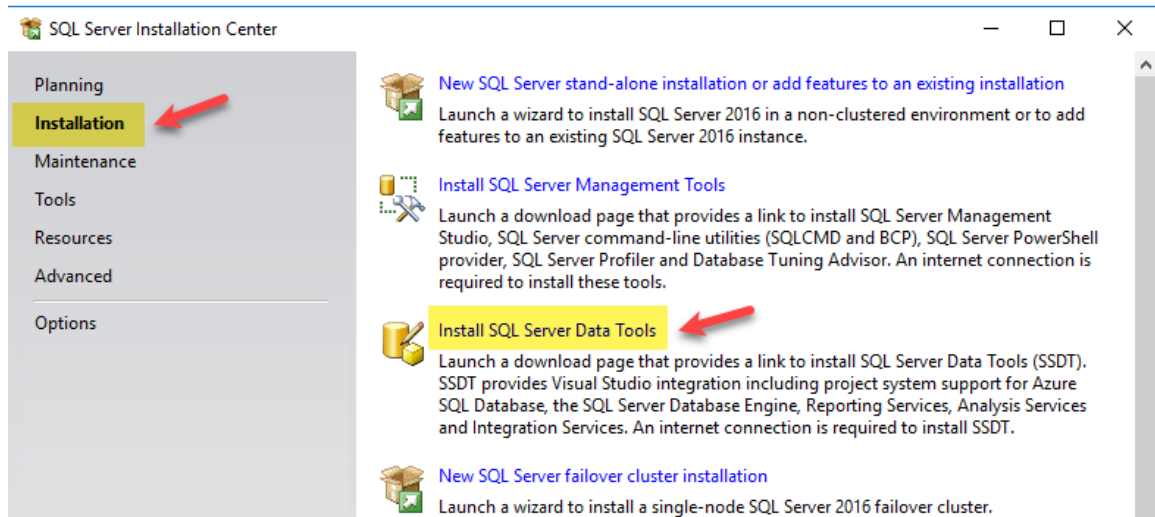 SQL Server Installation Center
Planning
Installation
Maintenance
Tools
Resources
Advanced
Options
New SQL Server stand-alone installation or add features to an existing installation
Launch a wizard to install SQL Server 2016 in a non-clustered environment or to add
features to an existing SQL Server 2016 instance.
Install SQL Server Management Tools
Launch a download page that provides a link to install SQL Server Management
Studio, SQL Server command-line utilities (SQLCMD and BCP), SQL Server PowerShell
provider, SQL Server Profiler and Database Tuning Advisor. An internet connection is
required to install these tools.
Install SQL Server Data Tools
Launch a download page that provides a link to install SQL Server Data Tools (SSDT).
SSDT provides Visual Studio integration including project system support for Azure
SQL Database, the SQL Server Database Engine, Reporting Services, Analysis Services
and Integration Services. An internet connection is required to install SSDT.
New SQL Server failover cluster installation
Launch a wizard to install a single-node SQL Server 2016 failover cluster.